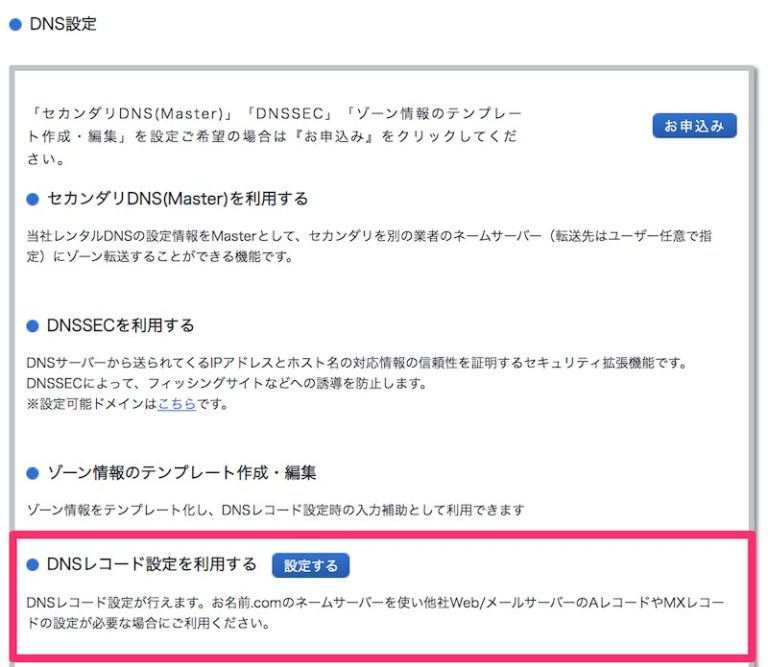 DNS設定
「セカンダリDNS(Master)」「DNSSEC」「ゾーン情報のテンプレー
ト作成・編集」を設定ご希望の場合は『お申込み』をクリックしてくだ
さい。
お申込み
セカンダリDNS(Master)を利用する
当社レンタルDNSの設定情報をMasterとして、セカンダリを別の業者のネームサーバー（転送先はユーザー任意で指
定）にゾーン転送することができる機能です。
DNSSECを利用する
DNSサーバーから送られてくるIPアドレスとホスト名の対応情報の信頼性を証明するセキュリティ拡張機能です。
DNSSECによって、フィッシングサイトなどへの誘導を防止します。
※設定可能ドメインはこちらです。
ゾーン情報のテンプレート作成・編集
ゾーン情報をテンプレート化し、DNSレコード設定時の入力補助として利用できます
DNSレコード設定を利用する 設定する
DNSレコード設定が行えます。お名前.comのネームサーバーを使い他社Web/メールサーバーのAレコードやMXレコー
ドの設定が必要な場合にご利用ください。